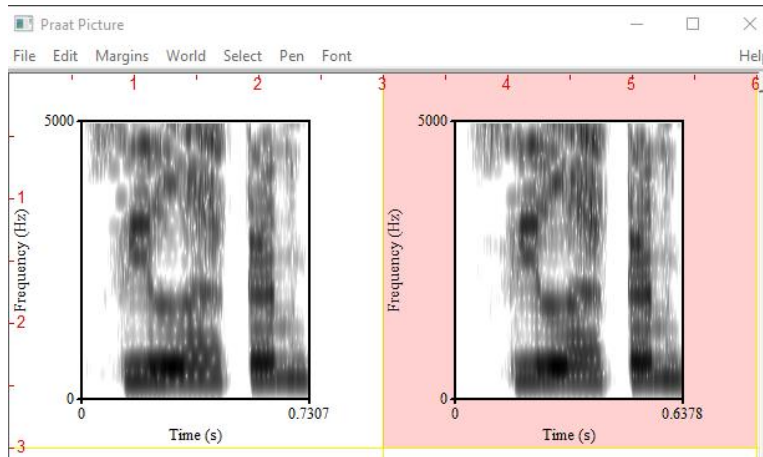 Praat Picture
File Edit Margins World Select Pen Font Help
1 2 3 4 5 6
5000 5000
1
Frequency (Hz) Frequency (Hz)
2
0 0
0 0.7307 0 0.6378
Time (s) Time (s)
3